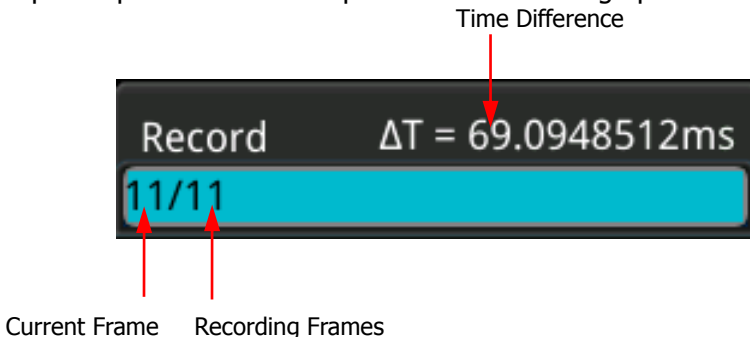 Time Difference
Record ΔT = 69.0948512ms
11/11
Current Frame Recording Frames